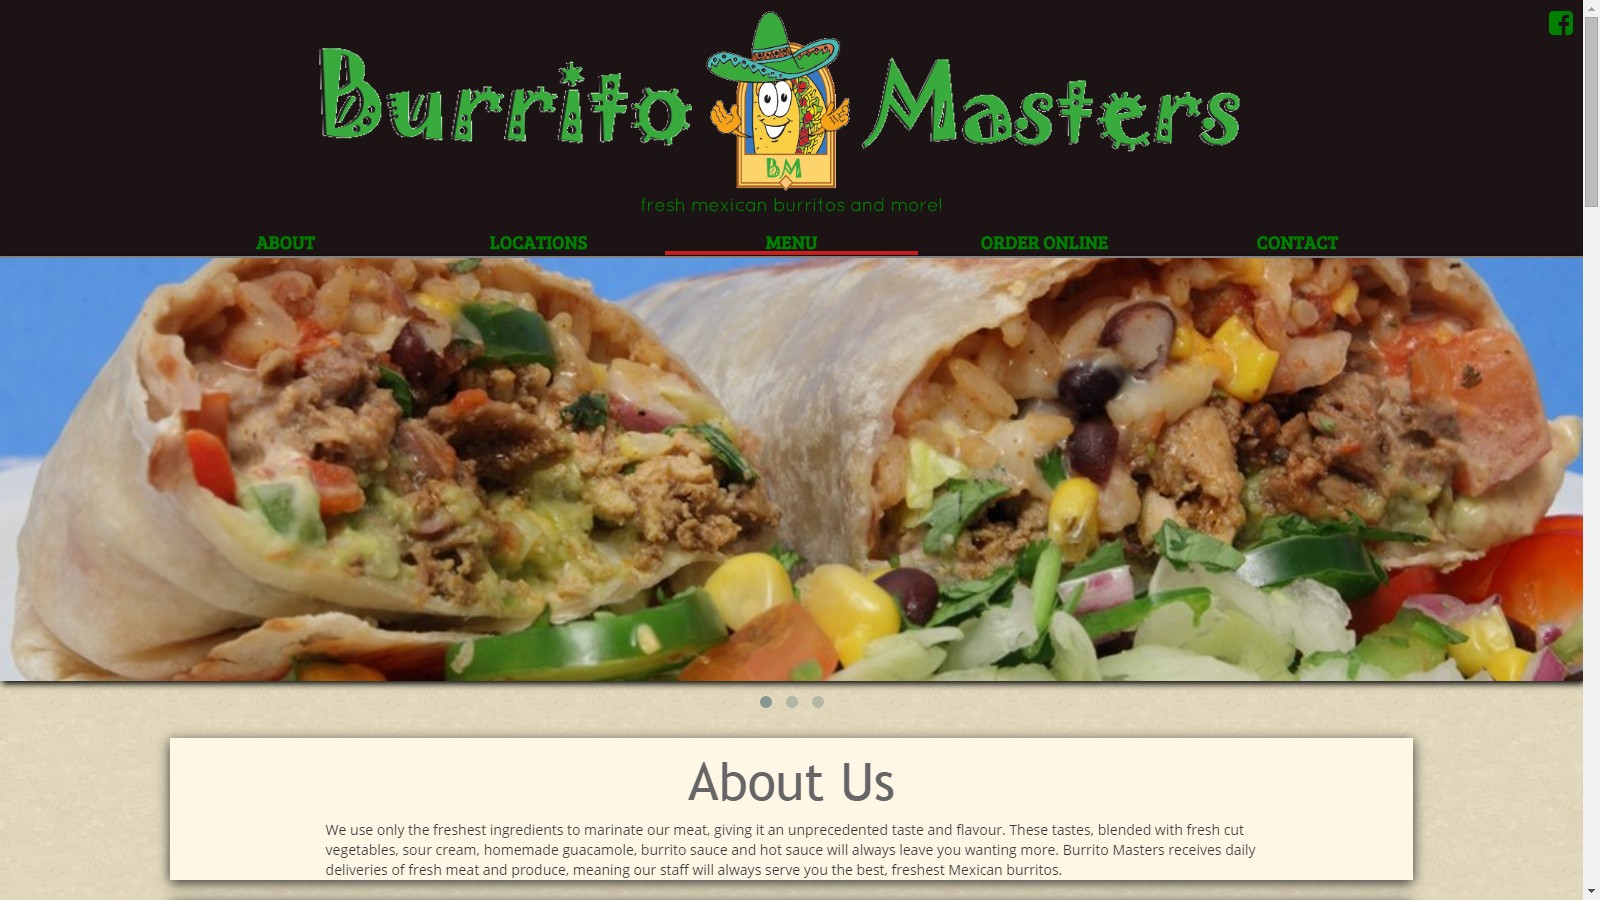 Burrito Masters
BM
fresh mexican burritos and more!
ABOUT LOCATIONS MENU ORDER ONLINE CONTACT
About Us
We use only the freshest ingredients to marinate our meat, giving it an unprecedented taste and flavour. These tastes, blended with fresh cut
vegetables, sour cream, homemade guacamole, burrito sauce and hot sauce will always leave you wanting more. Burrito Masters receives daily
deliveries of fresh meat and produce, meaning our staff will always serve you the best, freshest Mexican burritos.